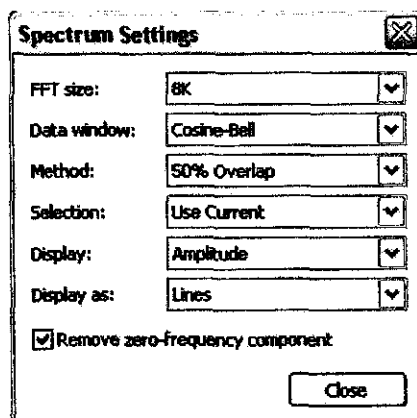 Spectrum Settings
FFT size: 8K
Data window: Cosine-Bell
Method: 50% Overlap
Selection: Use Current
Display: Amplitude
Display as: Lines
Remove zero-frequency component
Close